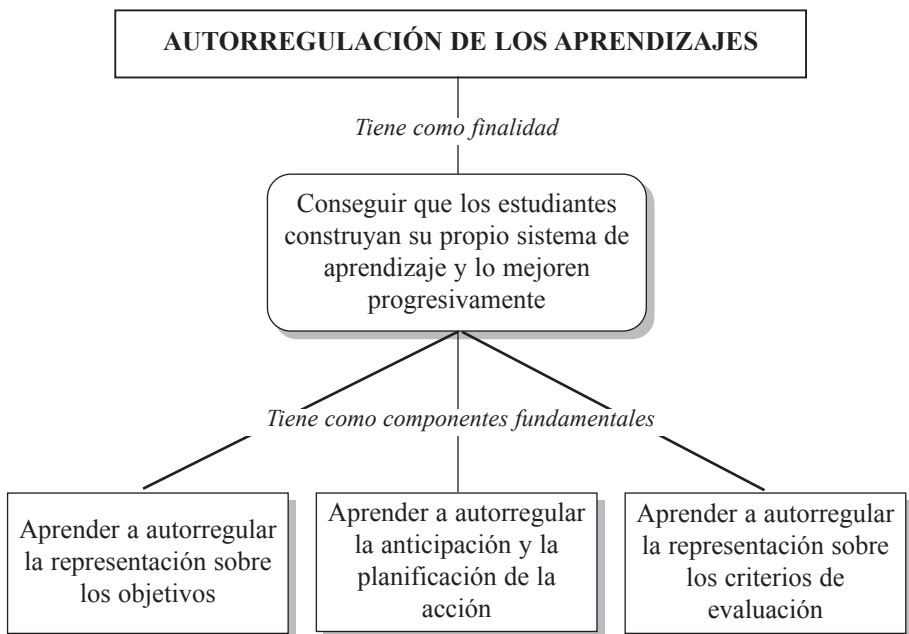 AUTORREGULACIÓN DE LOS APRENDIZAJES
Tiene como finalidad
Conseguir que los estudiantes
construyan su propio sistema de
aprendizaje y lo mejoren
progresivamente
Tiene como componentes fundamentales
Aprender a autorregular
la representación sobre
los objetivos
Aprender a autorregular
la anticipación y la
planificación de la
acción
Aprender a autorregular
la representación sobre
los criterios de
evaluación